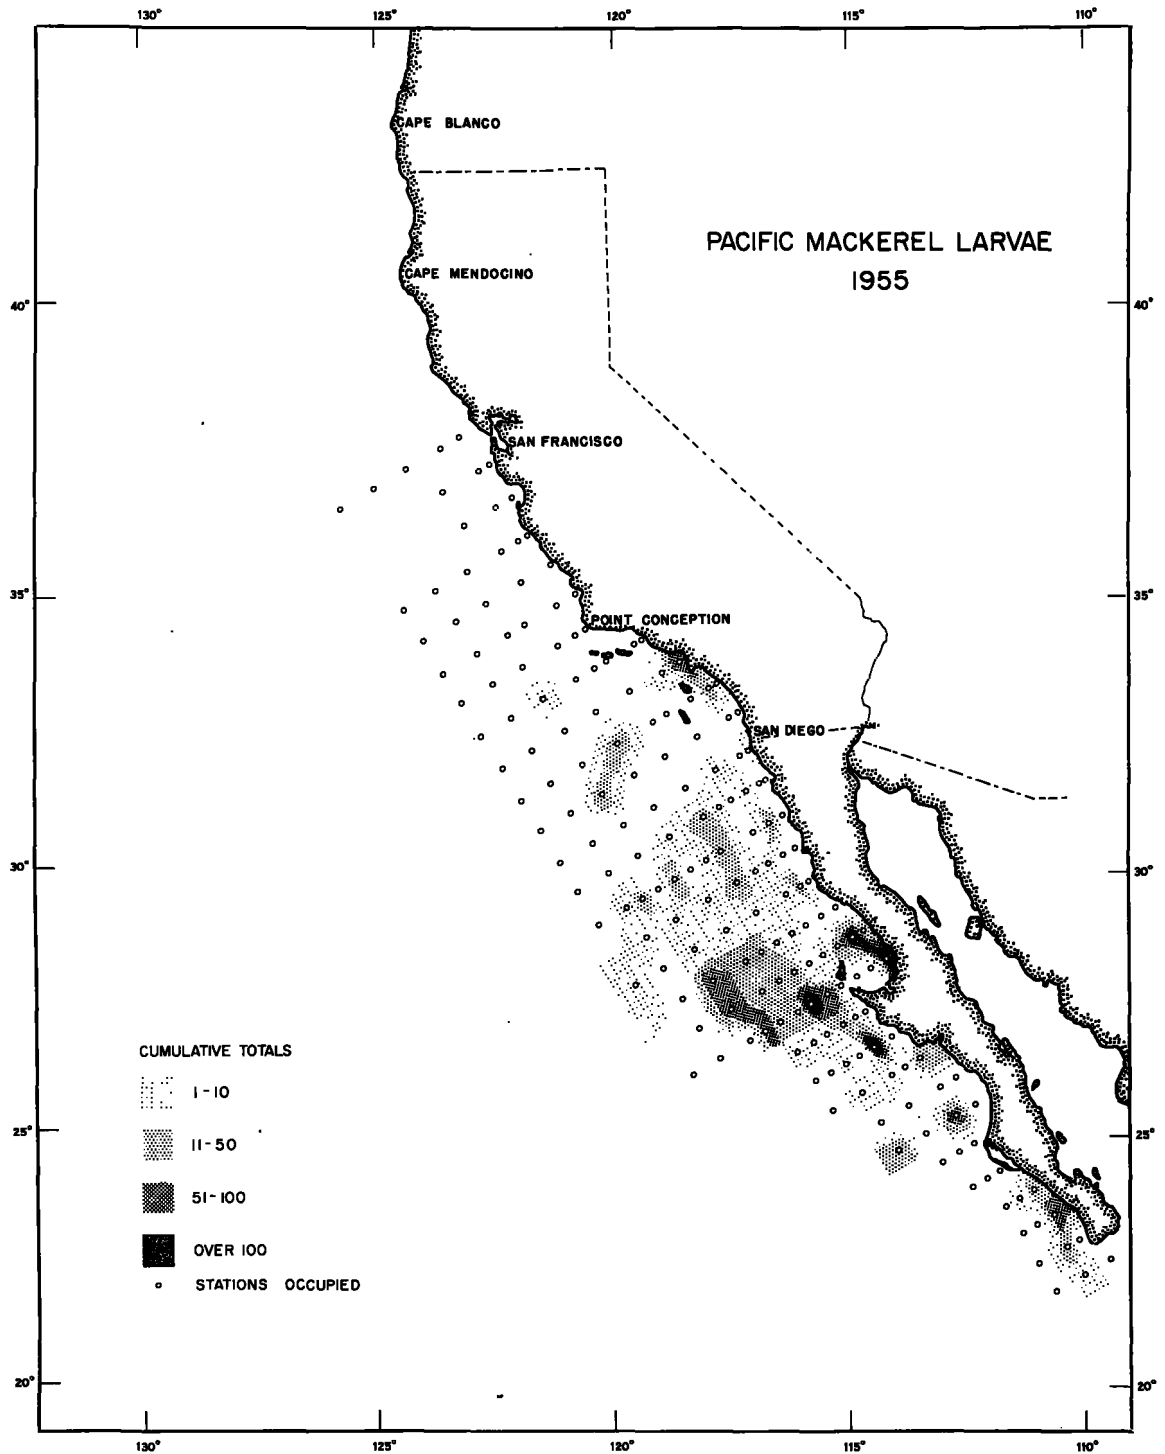 130° 125° 120° 115° 110°
CAPE BLANCO
PACIFIC MACKEREL LARVAE
1955
CAPE MENDOCINO
40° 40°
SAN FRANCISCO
35° 35°
POINT CONCEPTION
SAN DIEGO
30° 30°
CUMULATIVE TOTALS
1-10
25° 25°
11-50
51-100
OVER 100
STATIONS OCCUPIED
20° 20°
130° 125° 120° 115° 110°